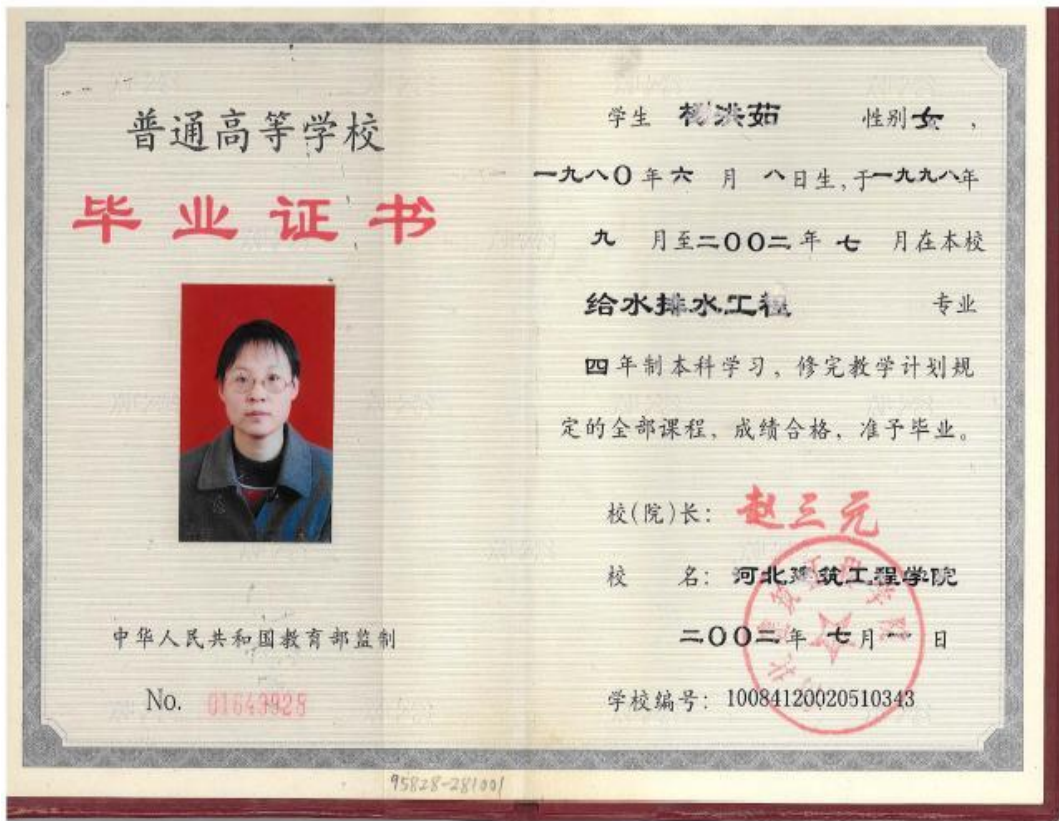 普通高等学校
毕业证书
中华人民共和国教育部监制
No. 01643928
学生 杨洪茹 性别 女，
一九八〇年六 月 八日生，于一九九八年
九 月至二〇〇二年 七 月在本校
给水排水工程 专业
四年制本科学习，修完教学计划规
定的全部课程，成绩合格，准予毕业。
校(院)长：赵三元
校 名：河北建筑工程学院
二〇〇二年 七月 一 日
学校编号：10084120020510343
95828-281001